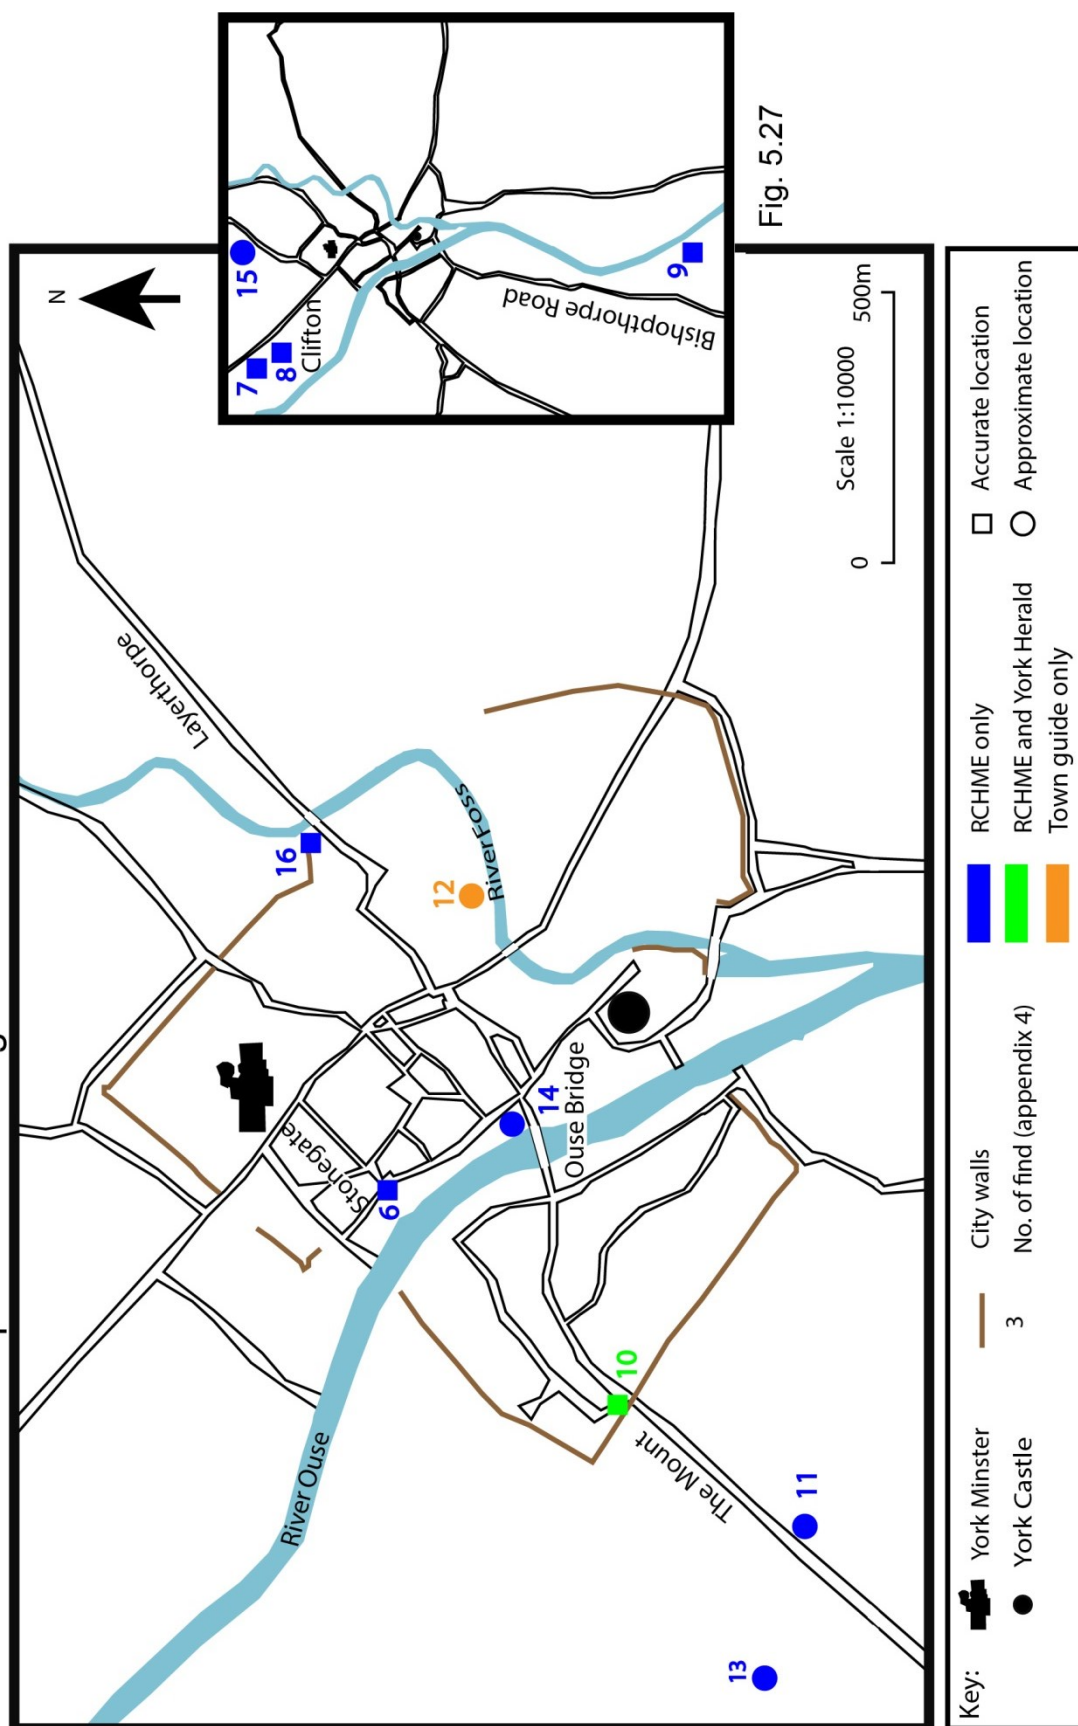 N
15
7
8
Clifton
Bishopthorpe Road
9
Fig. 5.27
Layerthorpe
16
12
River Foss
Stonegate
6
14
Ouse Bridge
River Ouse
10
The Mount
11
13
Scale 1:10000
0 500m
Key:
York Minster
York Castle
City walls
3 No. of find (appendix 4)
RCHME only
RCHME and York Herald
Town guide only
Accurate location
Approximate location